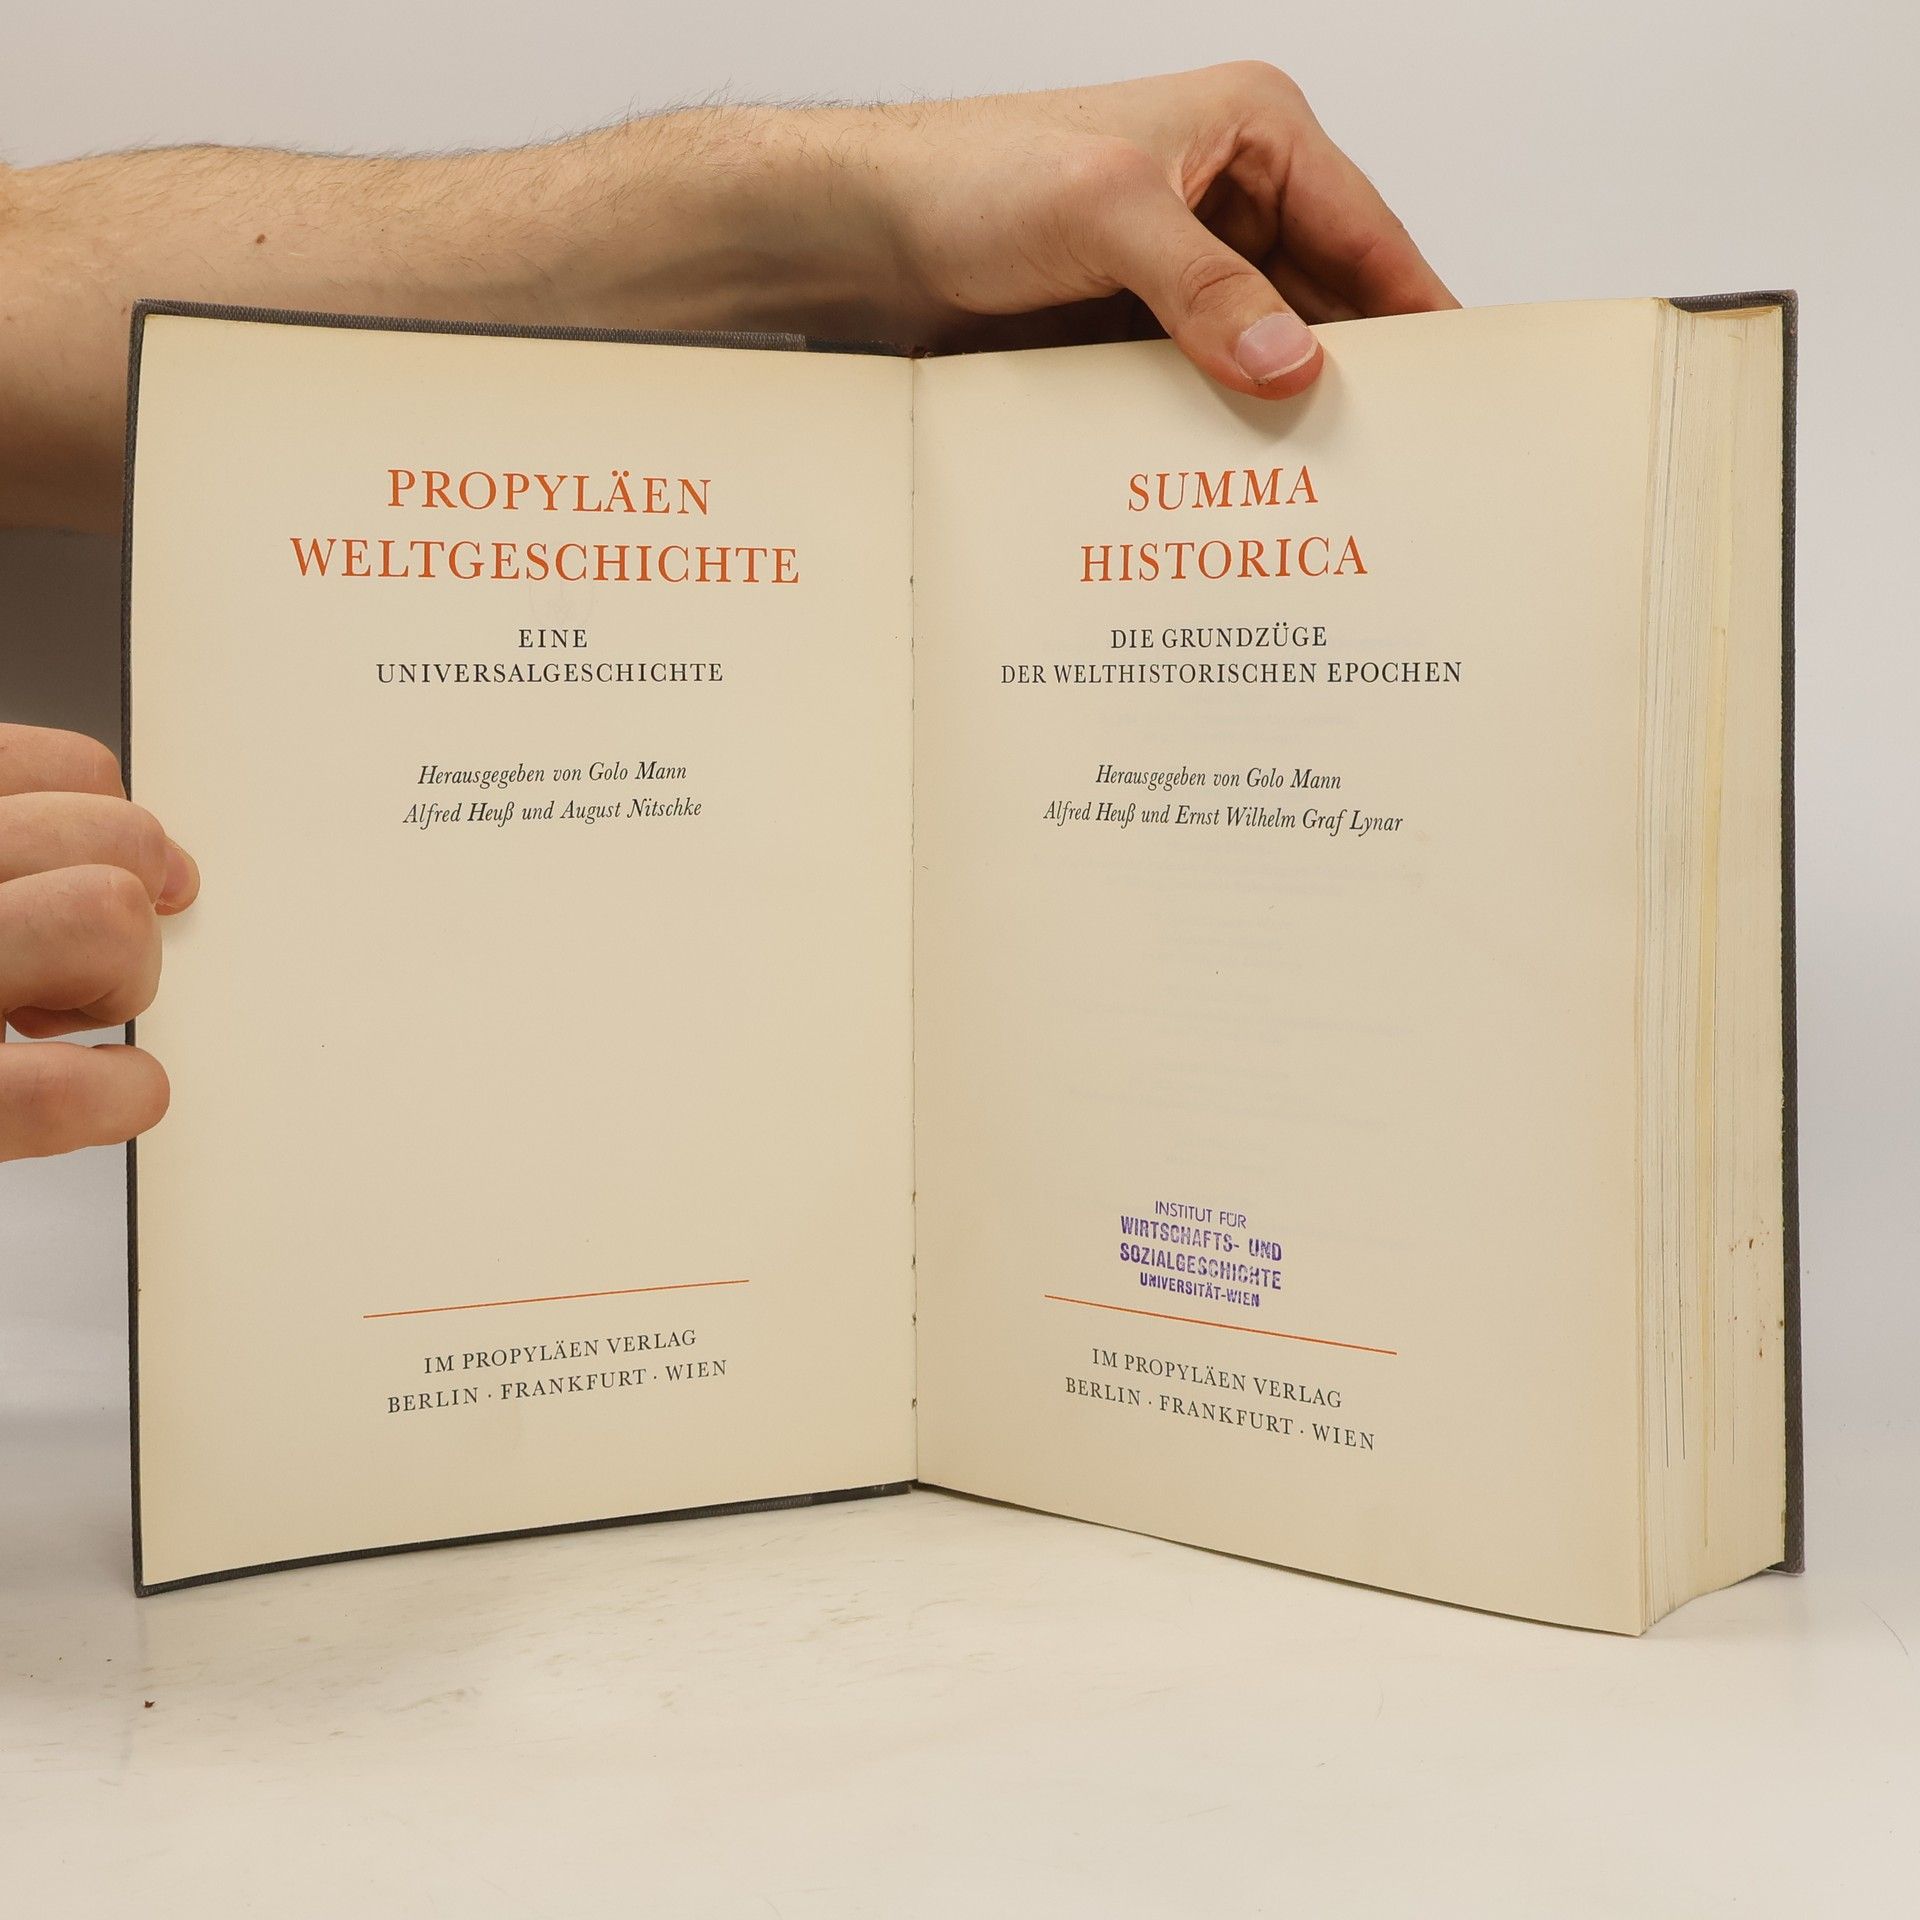 PROPYLÄEN
WELTGESCHICHTE
EINE
UNIVERSALGESCHICHTE
Herausgegeben von Golo Mann
Alfred Heuß und August Nitschke
IM PROPYLÄEN VERLAG
BERLIN · FRANKFURT · WIEN
SUMMA
HISTORICA
DIE GRUNDZÜGE
DER WELTHISTORISCHEN EPOCHEN
Herausgegeben von Golo Mann
Alfred Heuß und Ernst Wilhelm Graf Lynar
INSTITUT FÜR
WIRTSCHAFTS- UND
SOZIALGESCHICHTE
UNIVERSITÄT-WIEN
IM PROPYLÄEN VERLAG
BERLIN · FRANKFURT · WIEN